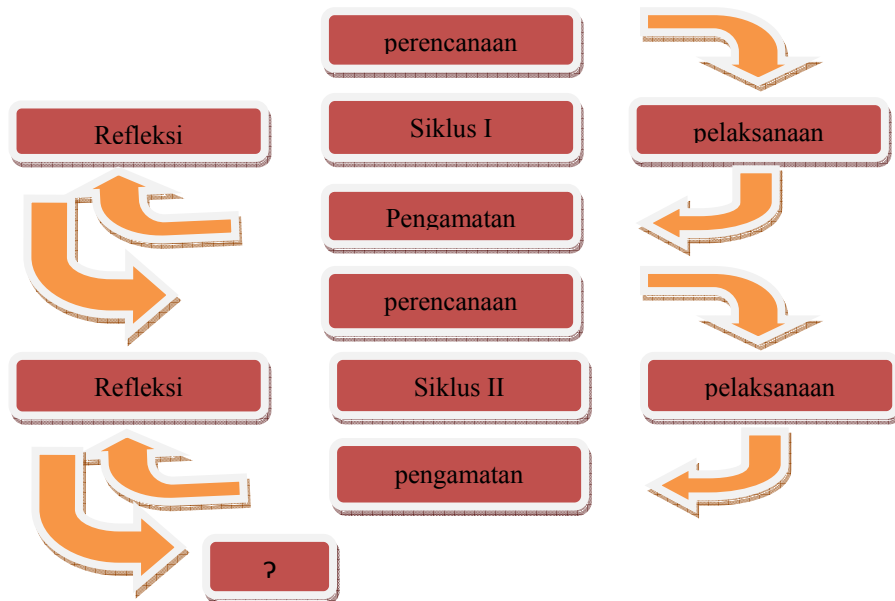 perencanaan
Refleksi
Siklus I
pelaksanaan
Pengamatan
perencanaan
Refleksi
Siklus II
pelaksanaan
pengamatan
?